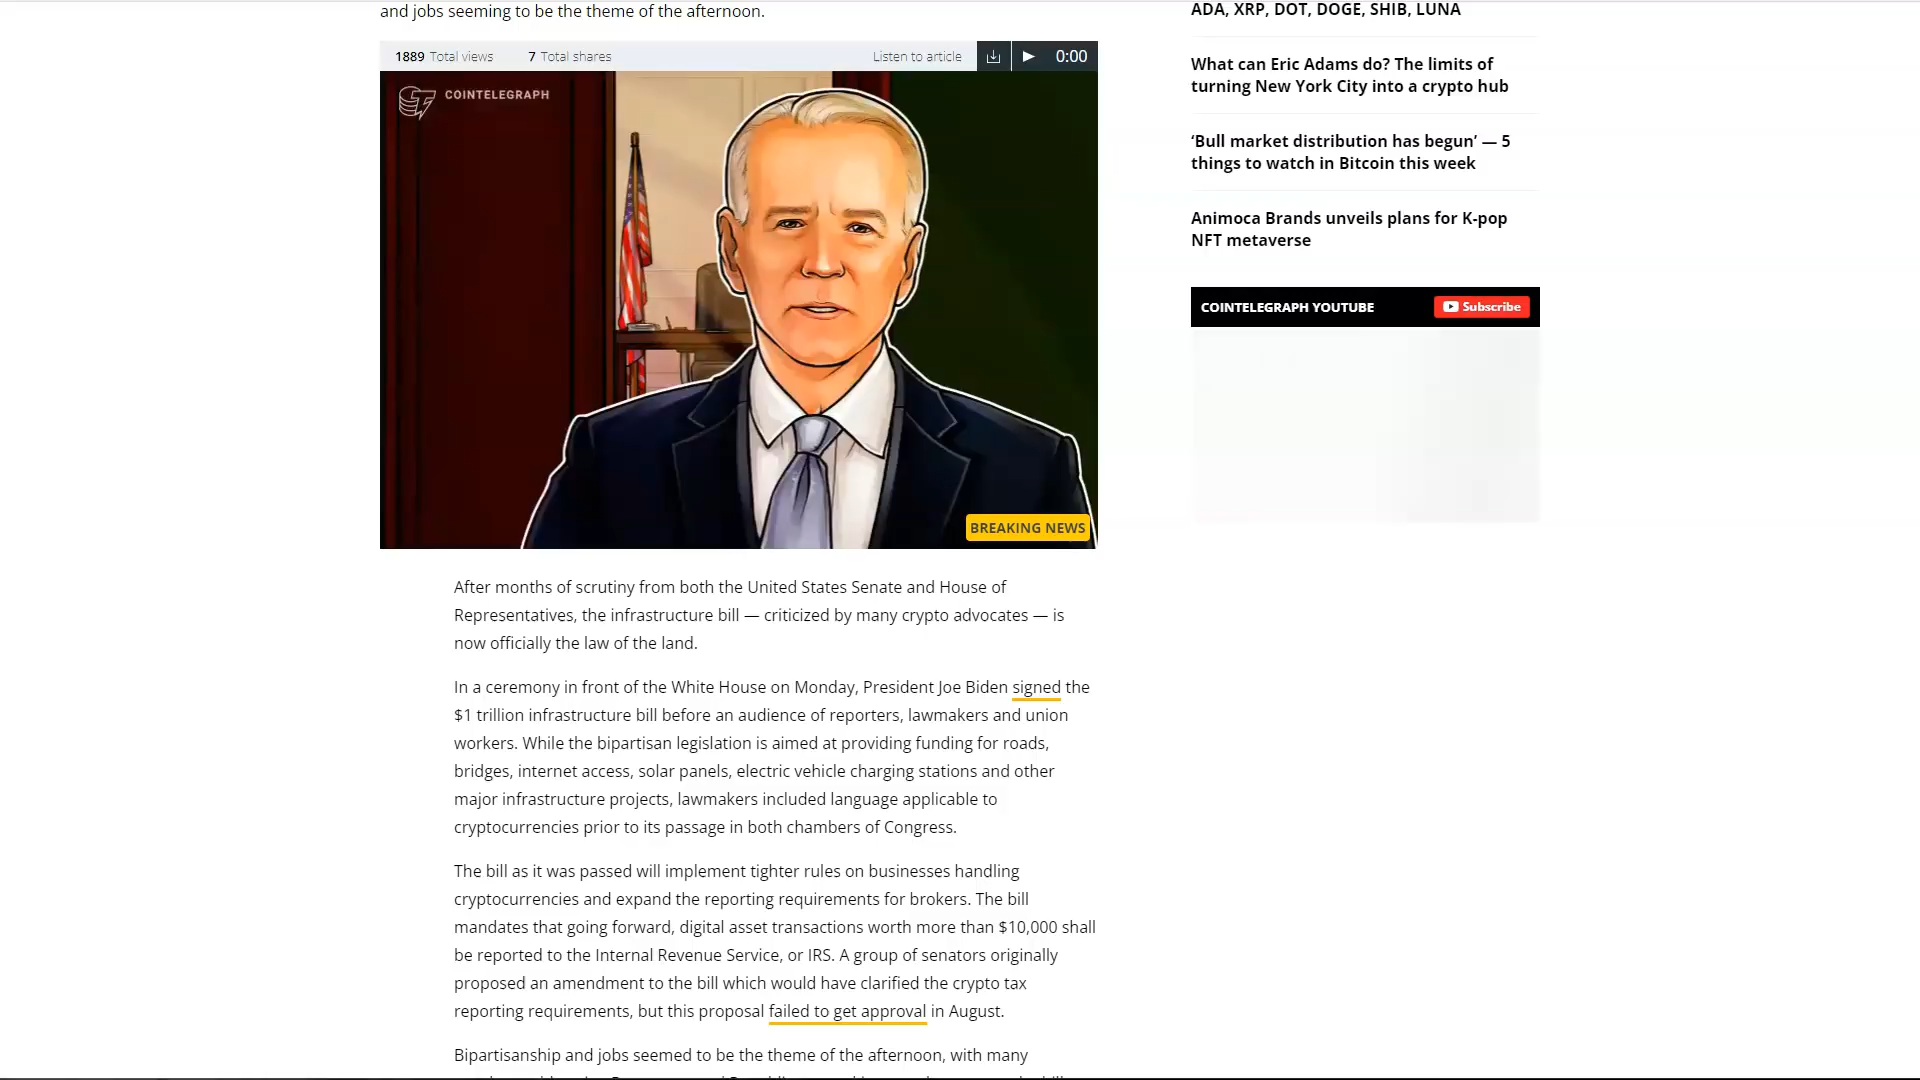 and jobs seeming to be the theme of the afternoon.
1889 Total views 7 Total shares Listen to article 0:00
COINTELEGRAPH
BREAKING NEWS
After months of scrutiny from both the United States Senate and House of
Representatives, the infrastructure bill — criticized by many crypto advocates — is
now officially the law of the land.
In a ceremony in front of the White House on Monday, President Joe Biden signed the
$1 trillion infrastructure bill before an audience of reporters, lawmakers and union
workers. While the bipartisan legislation is aimed at providing funding for roads,
bridges, internet access, solar panels, electric vehicle charging stations and other
major infrastructure projects, lawmakers included language applicable to
cryptocurrencies prior to its passage in both chambers of Congress.
The bill as it was passed will implement tighter rules on businesses handling
cryptocurrencies and expand the reporting requirements for brokers. The bill
mandates that going forward, digital asset transactions worth more than $10,000 shall
be reported to the Internal Revenue Service, or IRS. A group of senators originally
proposed an amendment to the bill which would have clarified the crypto tax
reporting requirements, but this proposal failed to get approval in August.
Bipartisanship and jobs seemed to be the theme of the afternoon, with many
ADA, XRP, DOT, DOGE, SHIB, LUNA
What can Eric Adams do? The limits of
turning New York City into a crypto hub
‘Bull market distribution has begun’ — 5
things to watch in Bitcoin this week
Animoca Brands unveils plans for K-pop
NFT metaverse
COINTELEGRAPH YOUTUBE Subscribe